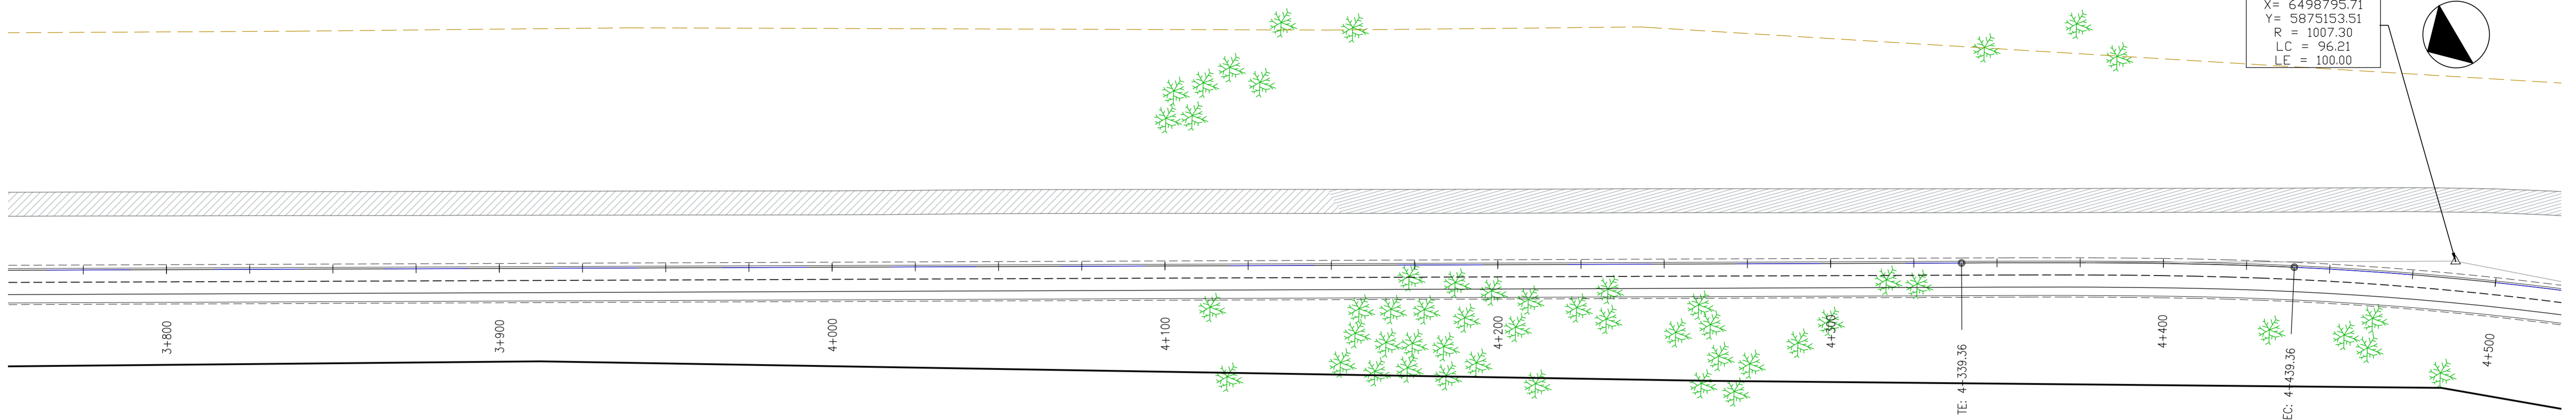 X= 6498795.71
Y= 5875153.51
R = 1007.30
LC = 96.21
LE = 100.00
3+800
3+900
4+000
4+100
4+200
4+300
TE: 4+339.36
4+400
EC: 4+439.36
4+500